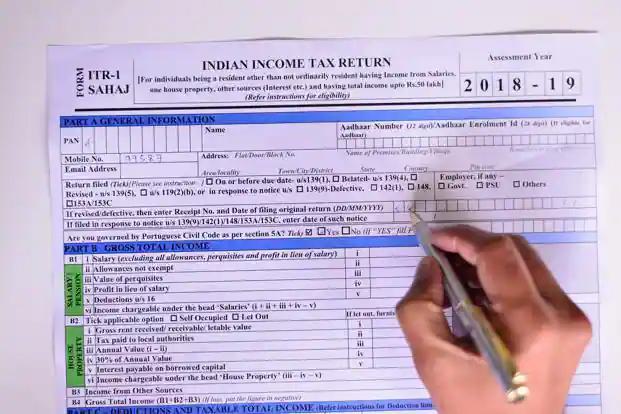 FORM ITR-1 SAHAJ
INDIAN INCOME TAX RETURN
[For individuals being a resident other than not ordinarily resident having Income from Salaries, one house property, other sources (Interest etc.) and having total income upto Rs.50 lakh]
(Refer instructions for eligibility)
Assessment Year
2 0 1 8 - 1 9
PART A GENERAL INFORMATION
PAN
Name
Aadhaar Number (12 digit)/Aadhaar Enrolment Id (28 digit) (If eligible for Aadhaar)
Mobile No.
Address: Flat/Door/Block No.
Name of Premises/Building/Village
Email Address
Area/locality
Town/City/District
State
Country
Pin code
Return filed (Tick)[Please see instruction] ☐ On or before due date- u/s139(1), ☐ Belated- u/s 139(4), ☐
Revised - u/s 139(5), ☐ u/s 119(2)(b), or in response to notice u/s ☐ 139(9)-Defective, ☐ 142(1), ☐ 148,
☐ 153A/153C
Employer, if any –
☐ Govt. ☐ PSU ☐ Others
If revised/defective, then enter Receipt No. and Date of filing original return (DD/MM/YYYY)
If filed in response to notice u/s 139(9)/142(1)/148/153A/153C, enter date of such notice
Are you governed by Portuguese Civil Code as per section 5A? Tick) ☑ ☐ Yes ☐ No (If "YES" fill
PART B - GROSS TOTAL INCOME
SALARY / PENSION
B1 i Salary (excluding all allowances, perquisites and profit in lieu of salary) i
ii Allowances not exempt ii
iii Value of perquisites iii
iv Profit in lieu of salary iv
v Deductions u/s 16 v
vi Income chargeable under the head 'Salaries' (i + ii + iii + iv – v)
B2 Tick applicable option ☐ Self Occupied ☐ Let Out If let out, furnis
HOUSE PROPERTY
i Gross rent received/ receivable/ letable value i
ii Tax paid to local authorities ii
iii Annual Value (i – ii) iii
iv 30% of Annual Value iv
v Interest payable on borrowed capital v
vi Income chargeable under the head 'House Property' (iii – iv – v)
B3 Income from Other Sources
B4 Gross Total Income (B1+B2+B3) (If loss, put the figure in negative)
PART C – DEDUCTIONS AND TAXABLE TOTAL INCOME (Refer instructions for Deduction lim